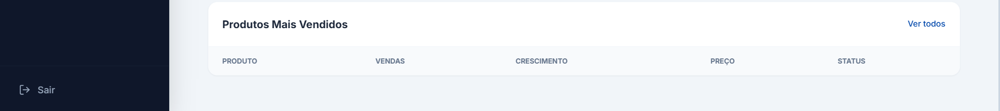 Produtos Mais Vendidos
Ver todos
PRODUTO VENDAS CRESCIMENTO PREÇO STATUS
Sair